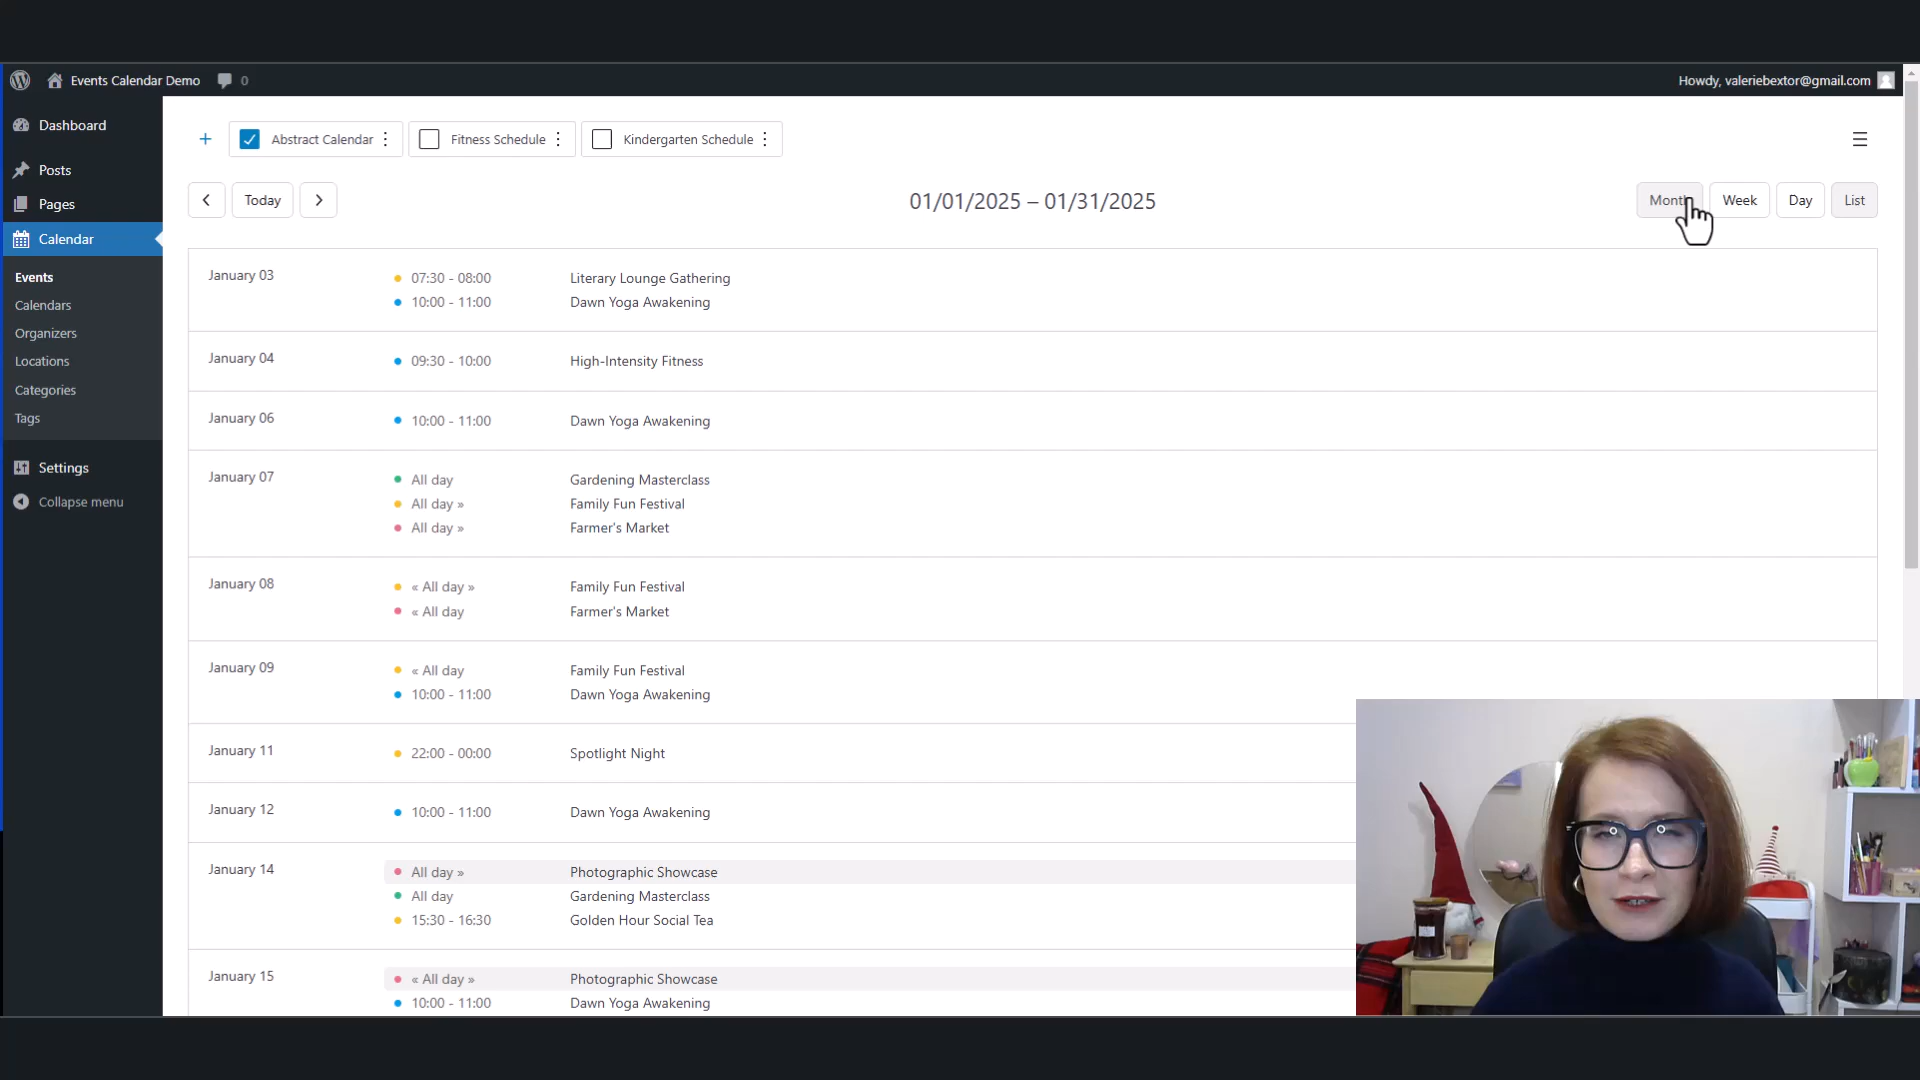 Events Calendar Demo 0 Howdy, valeriebextor@gmail.com
Dashboard
Posts
Pages
Calendar
Events
Calendars
Organizers
Locations
Categories
Tags
Settings
Collapse menu
+ Abstract Calendar Fitness Schedule Kindergarten Schedule
Today 01/01/2025 – 01/31/2025 Month Week Day List
January 03 07:30 - 08:00 Literary Lounge Gathering
10:00 - 11:00 Dawn Yoga Awakening
January 04 09:30 - 10:00 High-Intensity Fitness
January 06 10:00 - 11:00 Dawn Yoga Awakening
January 07 All day Gardening Masterclass
All day » Family Fun Festival
All day » Farmer's Market
January 08 « All day » Family Fun Festival
« All day Farmer's Market
January 09 « All day Family Fun Festival
10:00 - 11:00 Dawn Yoga Awakening
January 11 22:00 - 00:00 Spotlight Night
January 12 10:00 - 11:00 Dawn Yoga Awakening
January 14 All day » Photographic Showcase
All day Gardening Masterclass
15:30 - 16:30 Golden Hour Social Tea
January 15 « All day » Photographic Showcase
10:00 - 11:00 Dawn Yoga Awakening